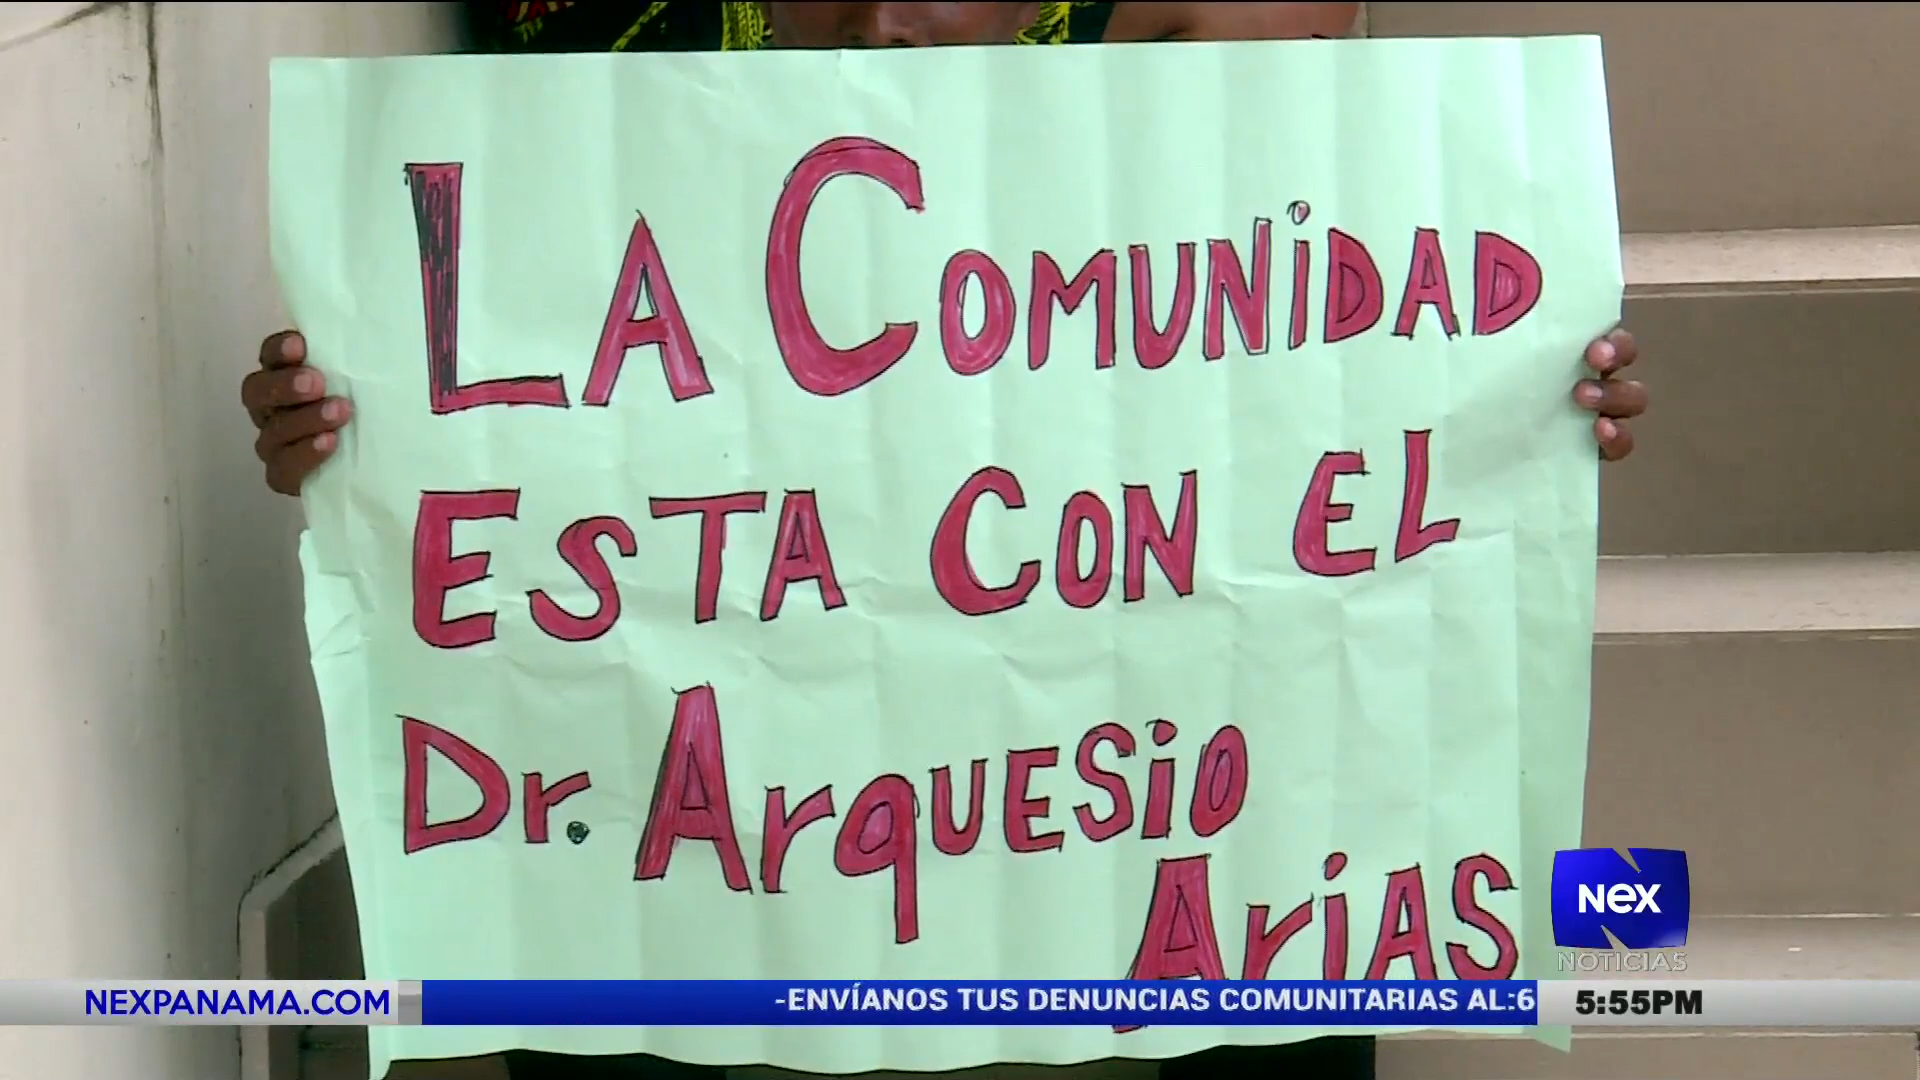 LA COMUNiDAD
ESTA CON EL
Dr. ArqUESiO
AriAS
Nex
NOTICIAS
NEXPANAMA.COM
-ENVÍANOS TUS DENUNCIAS COMUNITARIAS AL:6
5:55PM